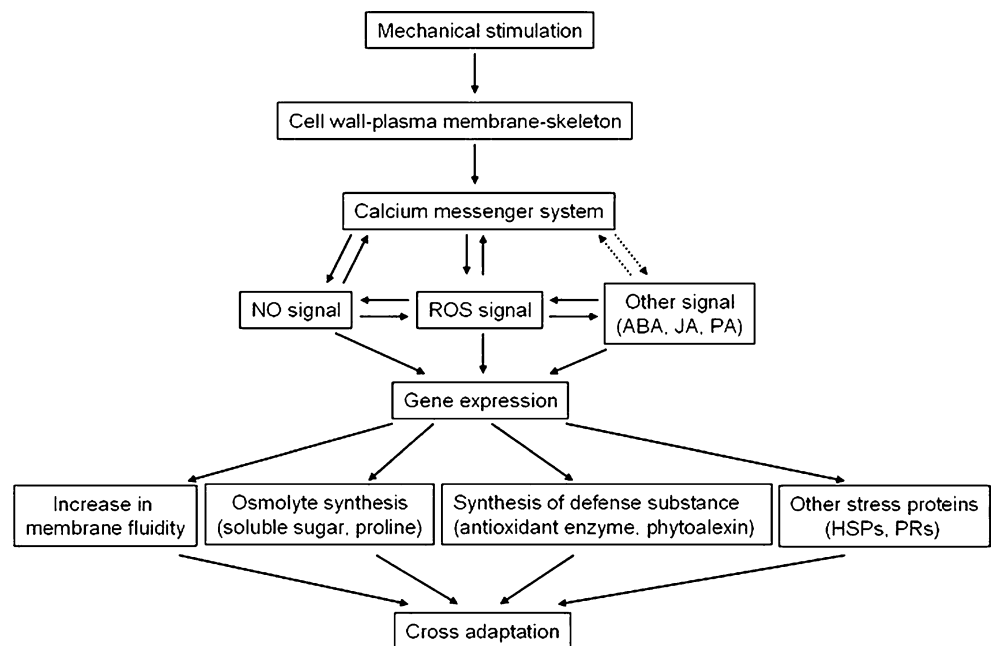 Mechanical stimulation
Cell wall-plasma membrane-skeleton
Calcium messenger system
NO signal
ROS signal
Other signal
(ABA, JA, PA)
Gene expression
Increase in
membrane fluidity
Osmolyte synthesis
(soluble sugar, proline)
Synthesis of defense substance
(antioxidant enzyme, phytoalexin)
Other stress proteins
(HSPs, PRs)
Cross adaptation